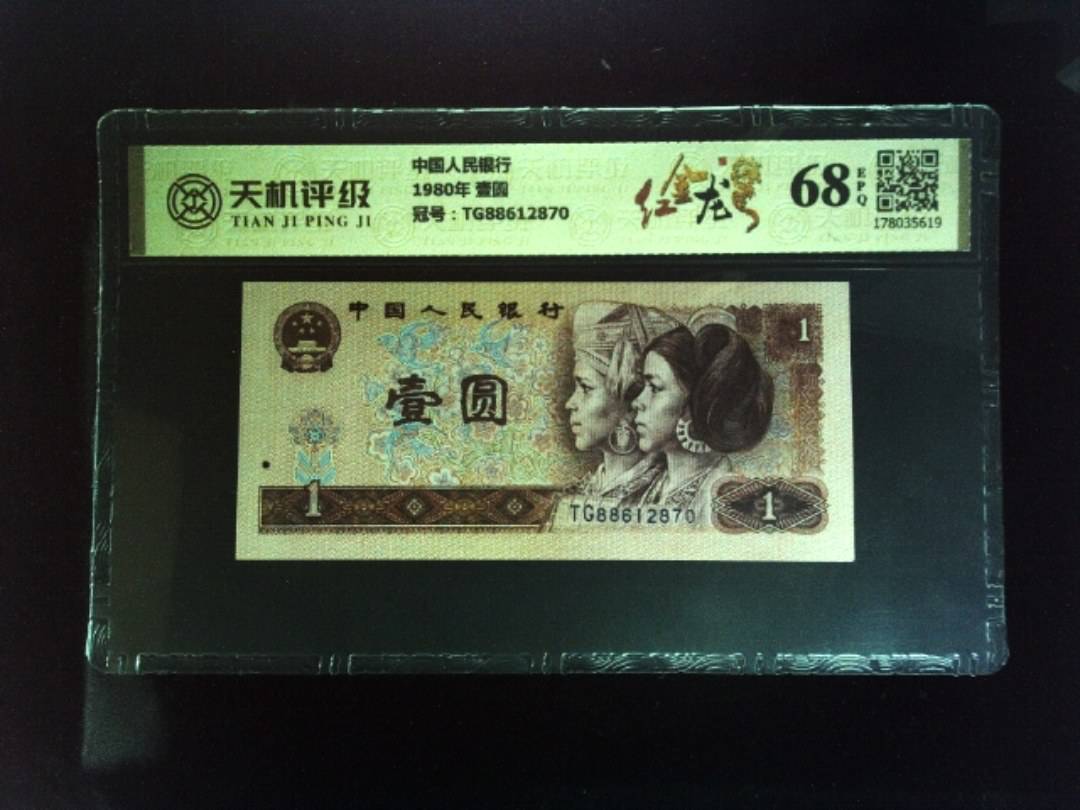 天机评级
TIAN JI PING JI
中国人民银行
1980年 壹圆
冠号：TG88612870
红金龙
68
EPQ
178035619
中国人民银行
1
壹圆
1
TG88612870
1